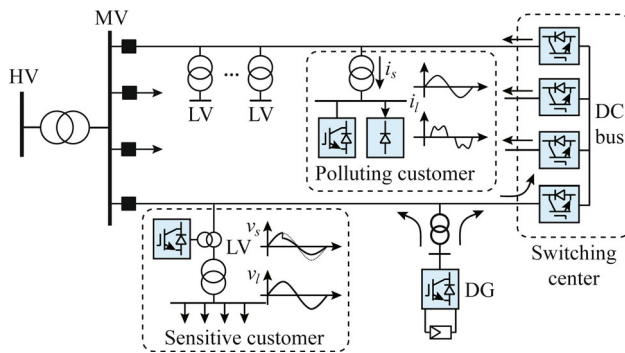 MV
HV
LV
...
LV
i_s
i_l
Polluting customer
DC
bus
Switching
center
v_s
LV
v_l
Sensitive customer
DG